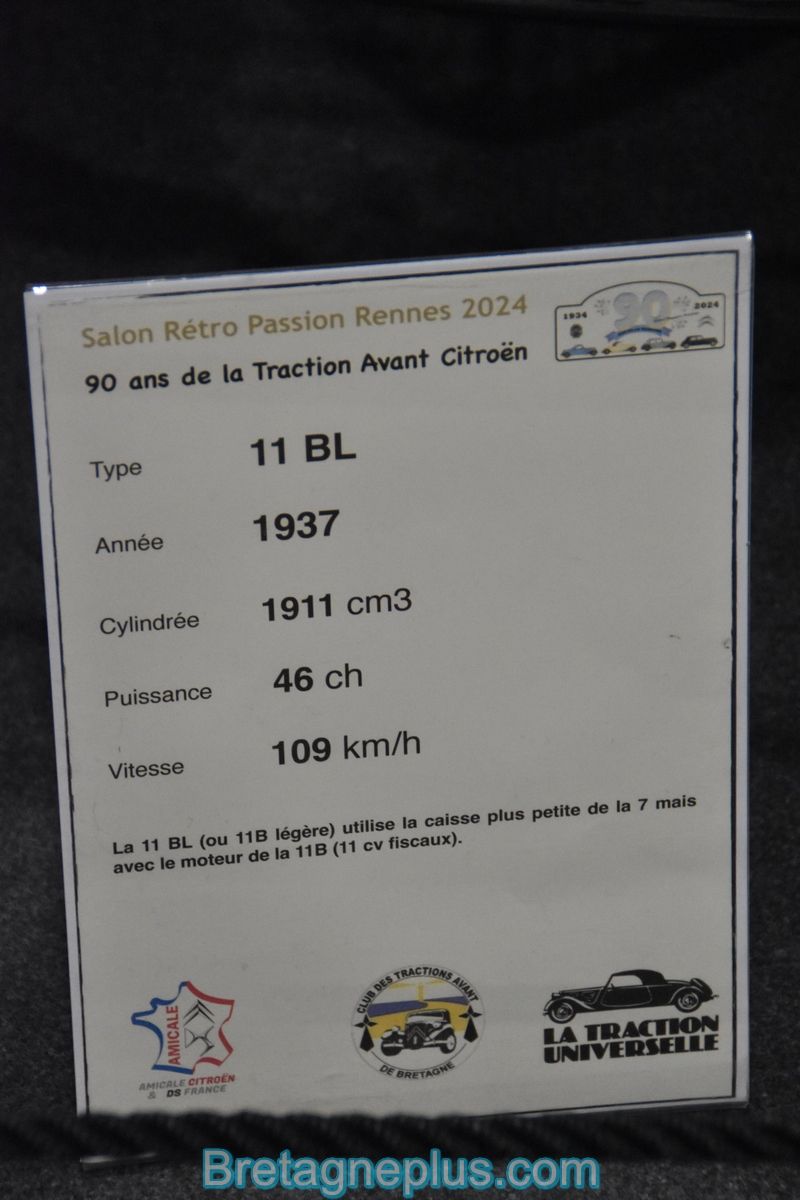 Salon Rétro Passion Rennes 2024
90 ans de la Traction Avant Citroën
1934 90 2024
Type 11 BL
Année 1937
Cylindrée 1911 cm3
Puissance 46 ch
Vitesse 109 km/h
La 11 BL (ou 11B légère) utilise la caisse plus petite de la 7 mais
avec le moteur de la 11B (11 cv fiscaux).
AMICALE
AMICALE CITROËN
& DS FRANCE
CLUB DES TRACTIONS AVANT
DE BRETAGNE
LA TRACTION
UNIVERSELLE
Bretagneplus.com